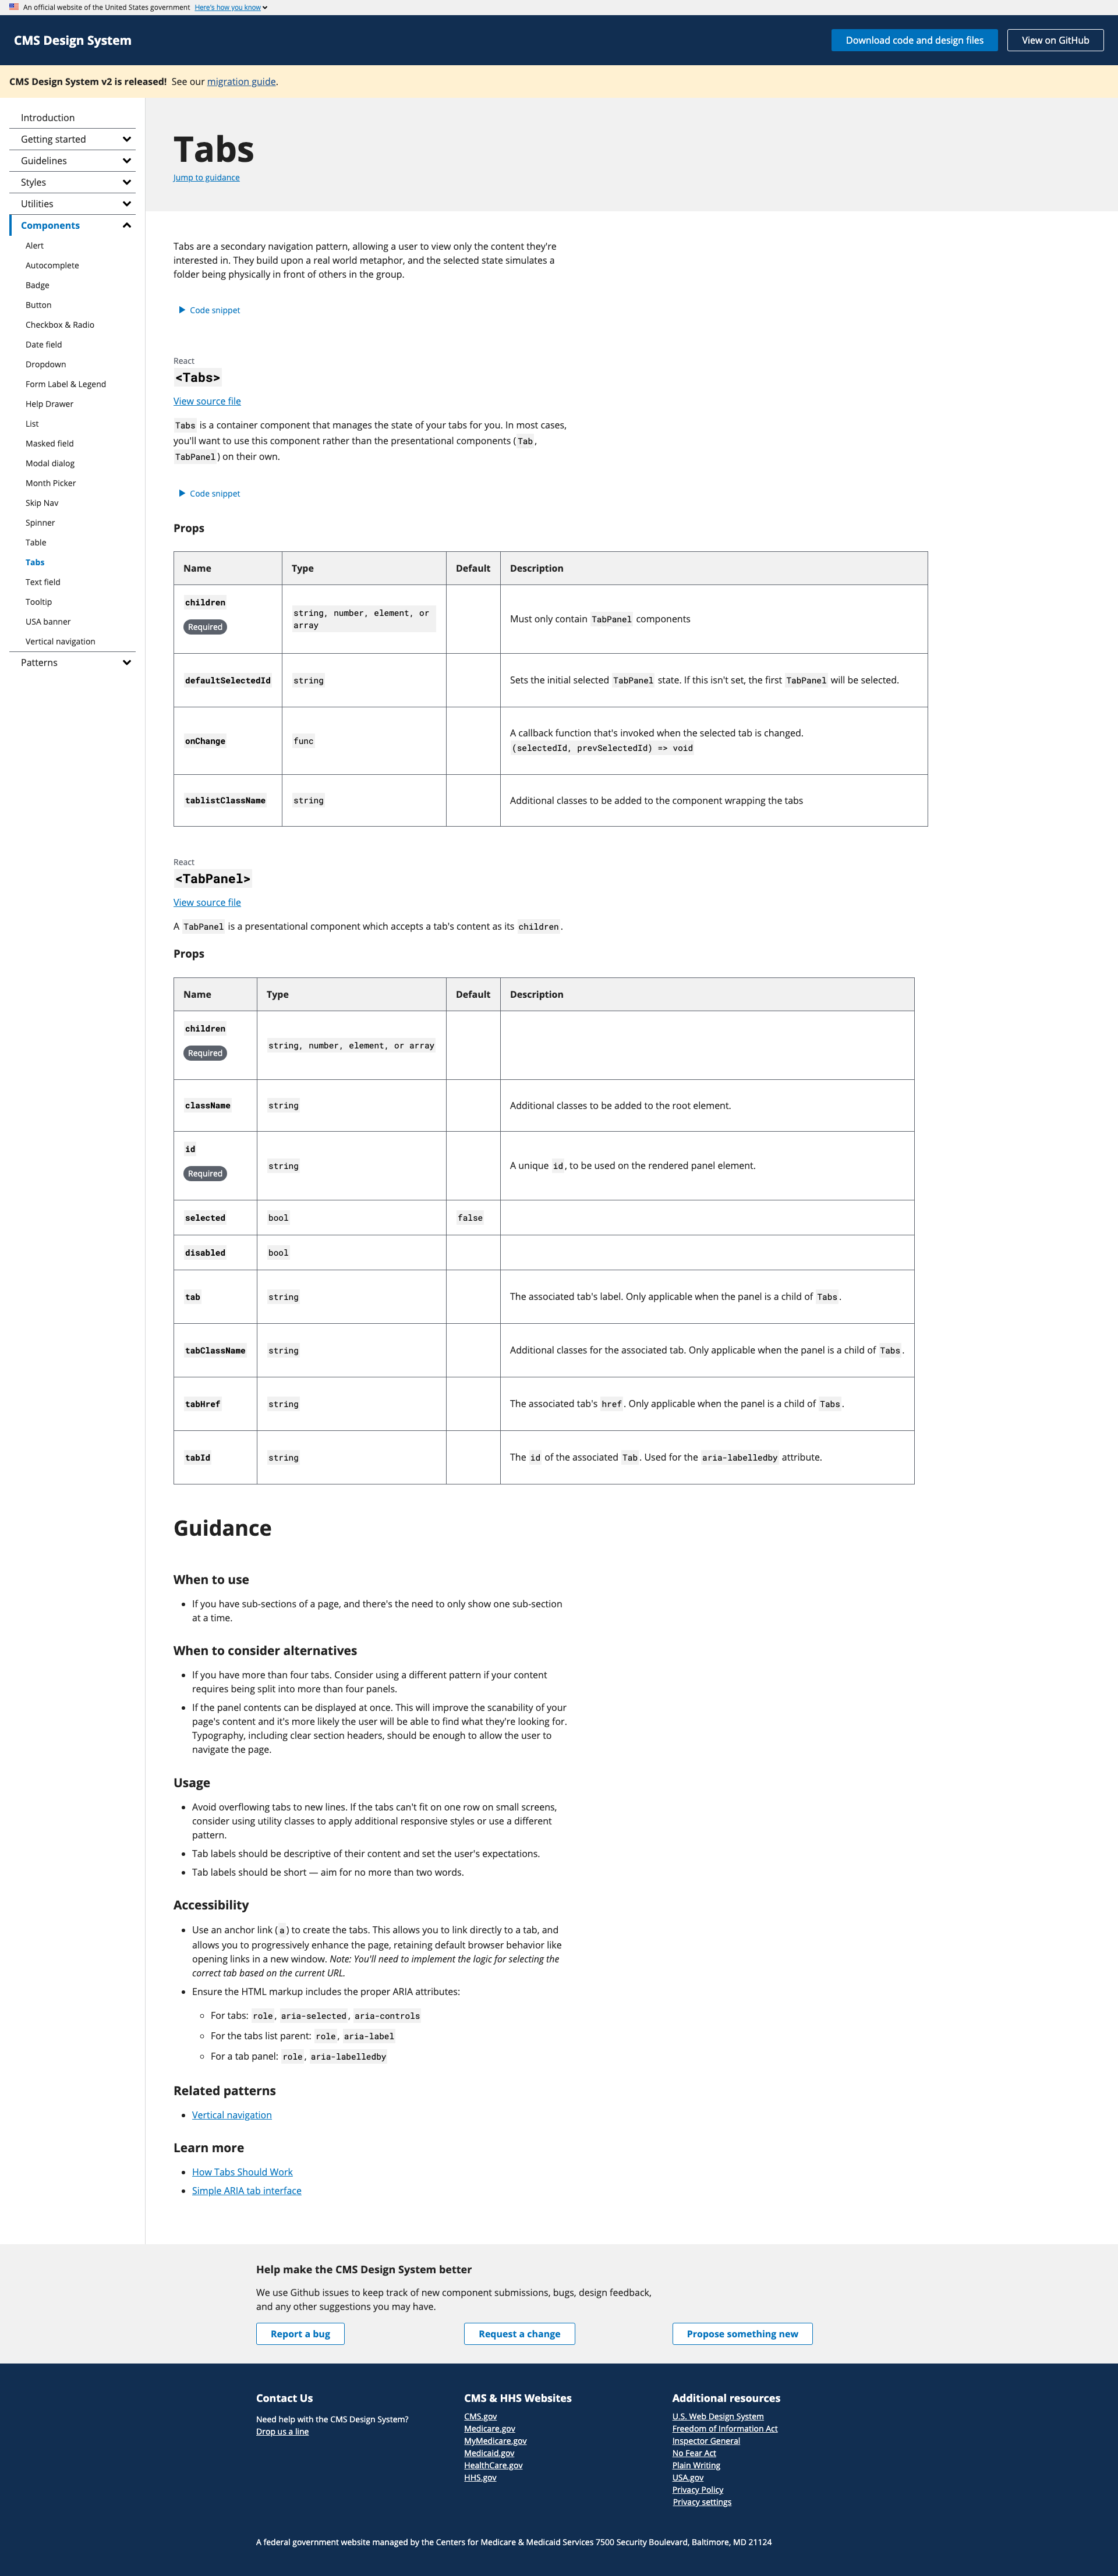 An official website of the United States government Here's how you know
CMS Design System
Download code and design files
View on GitHub
CMS Design System v2 is released! See our migration guide.
Introduction
Getting started
Guidelines
Styles
Utilities
Components
Alert
Autocomplete
Badge
Button
Checkbox & Radio
Date field
Dropdown
Form Label & Legend
Help Drawer
List
Masked field
Modal dialog
Month Picker
Skip Nav
Spinner
Table
Tabs
Text field
Tooltip
USA banner
Vertical navigation
Patterns
Tabs
Jump to guidance
Tabs are a secondary navigation pattern, allowing a user to view only the content they're
interested in. They build upon a real world metaphor, and the selected state simulates a
folder being physically in front of others in the group.
Code snippet
React
<Tabs>
View source file
Tabs is a container component that manages the state of your tabs for you. In most cases,
you'll want to use this component rather than the presentational components (Tab,
TabPanel) on their own.
Code snippet
Props
Name Type Default Description
children
Required
string, number, element, or
array
Must only contain TabPanel components
defaultSelectedId string Sets the initial selected TabPanel state. If this isn't set, the first TabPanel will be selected.
onChange func
A callback function that's invoked when the selected tab is changed.
(selectedId, prevSelectedId) => void
tablistClassName string Additional classes to be added to the component wrapping the tabs
React
<TabPanel>
View source file
A TabPanel is a presentational component which accepts a tab's content as its children.
Props
Name Type Default Description
children
Required
string, number, element, or array
className string Additional classes to be added to the root element.
id
Required
string A unique id, to be used on the rendered panel element.
selected bool false
disabled bool
tab string The associated tab's label. Only applicable when the panel is a child of Tabs.
tabClassName string Additional classes for the associated tab. Only applicable when the panel is a child of Tabs.
tabHref string The associated tab's href. Only applicable when the panel is a child of Tabs.
tabId string The id of the associated Tab. Used for the aria-labelledby attribute.
Guidance
When to use
• If you have sub-sections of a page, and there's the need to only show one sub-section
at a time.
When to consider alternatives
• If you have more than four tabs. Consider using a different pattern if your content
requires being split into more than four panels.
• If the panel contents can be displayed at once. This will improve the scanability of your
page's content and it's more likely the user will be able to find what they're looking for.
Typography, including clear section headers, should be enough to allow the user to
navigate the page.
Usage
• Avoid overflowing tabs to new lines. If the tabs can't fit on one row on small screens,
consider using utility classes to apply additional responsive styles or use a different
pattern.
• Tab labels should be descriptive of their content and set the user's expectations.
• Tab labels should be short — aim for no more than two words.
Accessibility
• Use an anchor link (a) to create the tabs. This allows you to link directly to a tab, and
allows you to progressively enhance the page, retaining default browser behavior like
opening links in a new window. Note: You'll need to implement the logic for selecting the
correct tab based on the current URL.
• Ensure the HTML markup includes the proper ARIA attributes:
◦ For tabs: role, aria-selected, aria-controls
◦ For the tabs list parent: role, aria-label
◦ For a tab panel: role, aria-labelledby
Related patterns
• Vertical navigation
Learn more
• How Tabs Should Work
• Simple ARIA tab interface
Help make the CMS Design System better
We use Github issues to keep track of new component submissions, bugs, design feedback,
and any other suggestions you may have.
Report a bug
Request a change
Propose something new
Contact Us
Need help with the CMS Design System?
Drop us a line
CMS & HHS Websites
CMS.gov
Medicare.gov
MyMedicare.gov
Medicaid.gov
HealthCare.gov
HHS.gov
Additional resources
U.S. Web Design System
Freedom of Information Act
Inspector General
No Fear Act
Plain Writing
USA.gov
Privacy Policy
Privacy settings
A federal government website managed by the Centers for Medicare & Medicaid Services 7500 Security Boulevard, Baltimore, MD 21124